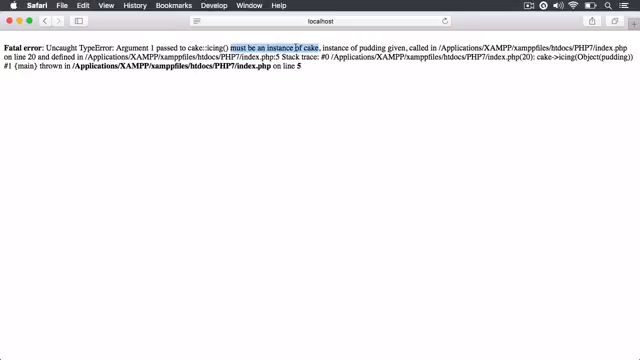 Safari File Edit View History Bookmarks Develop Window Help
localhost
Fatal error: Uncaught TypeError: Argument 1 passed to cake::icing() must be an instance of cake, instance of pudding given, called in /Applications/XAMPP/xamppfiles/htdocs/PHP7/index.php
on line 20 and defined in /Applications/XAMPP/xamppfiles/htdocs/PHP7/index.php:5 Stack trace: #0 /Applications/XAMPP/xamppfiles/htdocs/PHP7/index.php(20): cake->icing(Object(pudding))
#1 {main} thrown in /Applications/XAMPP/xamppfiles/htdocs/PHP7/index.php on line 5